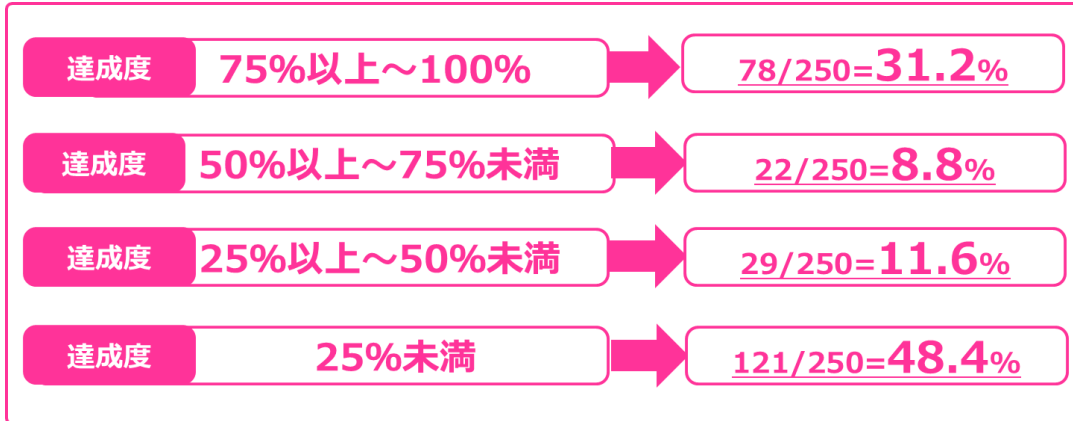 達成度 75%以上～100% 78/250=31.2%
達成度 50%以上～75%未満 22/250=8.8%
達成度 25%以上～50%未満 29/250=11.6%
達成度 25%未満 121/250=48.4%